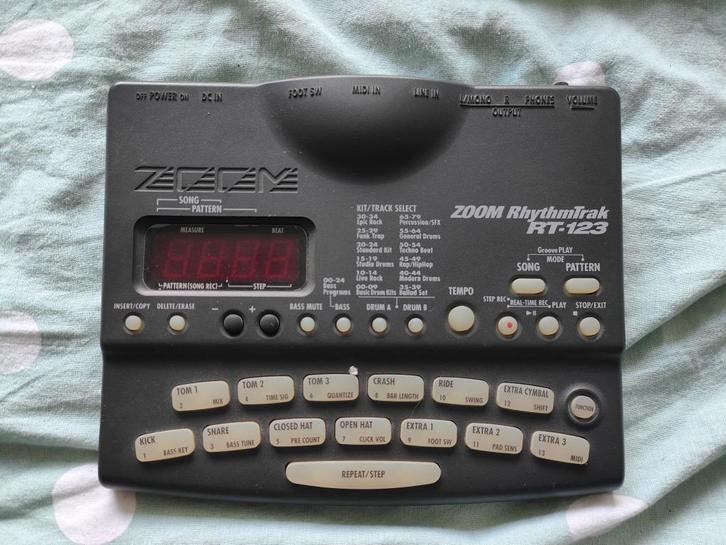 OFF POWER ON DC IN FOOT SW MIDI IN LINE IN L/MONO R PHONES VOLUME
OUTPUT
ZOOM
SONG
PATTERN
MEASURE BEAT
PATTERN(SONG REC) STEP
KIT/TRACK SELECT
30-34 65-79
Epic Rock Percussion/SFX
25-29 55-64
Funk Trap General Drums
20-24 50-54
Standard Kit Techno Beat
15-19 45-49
Studio Drums Rap/HipHop
10-14 40-44
Live Rock Modern Drums
00-24 00-09 35-39
Bass Basic Drum Kits Ballad Set
Programs
ZOOM RhythmTrak
RT-123
Groove PLAY
MODE
SONG PATTERN
TEMPO
STEP REC REAL-TIME REC PLAY STOP/EXIT
INSERT/COPY DELETE/ERASE - + BASS MUTE BASS DRUM A DRUM B
TOM 1
2 MIX
TOM 2
4 TIME SIG
TOM 3
6 QUANTIZE
CRASH
8 BAR LENGTH
RIDE
10 SWING
EXTRA CYMBAL
12 SHIFT
FUNCTION
KICK
1 BASS KEY
SNARE
3 BASS TUNE
CLOSED HAT
5 PRE COUNT
OPEN HAT
7 CLICK VOL
EXTRA 1
9 FOOT SW
EXTRA 2
11 PAD SENS
EXTRA 3
13 MIDI
REPEAT/STEP